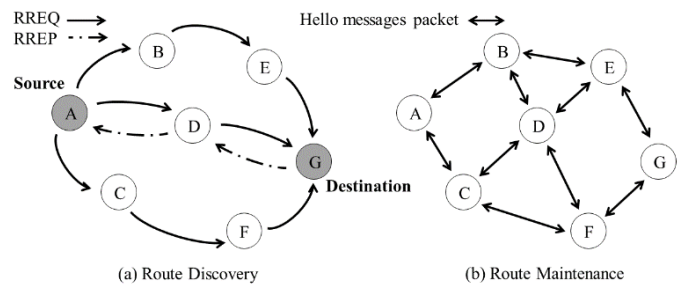 RREQ
RREP
Hello messages packet
Source
A
B
E
D
G
C
F
Destination
B
E
A
D
G
C
F
(a) Route Discovery
(b) Route Maintenance